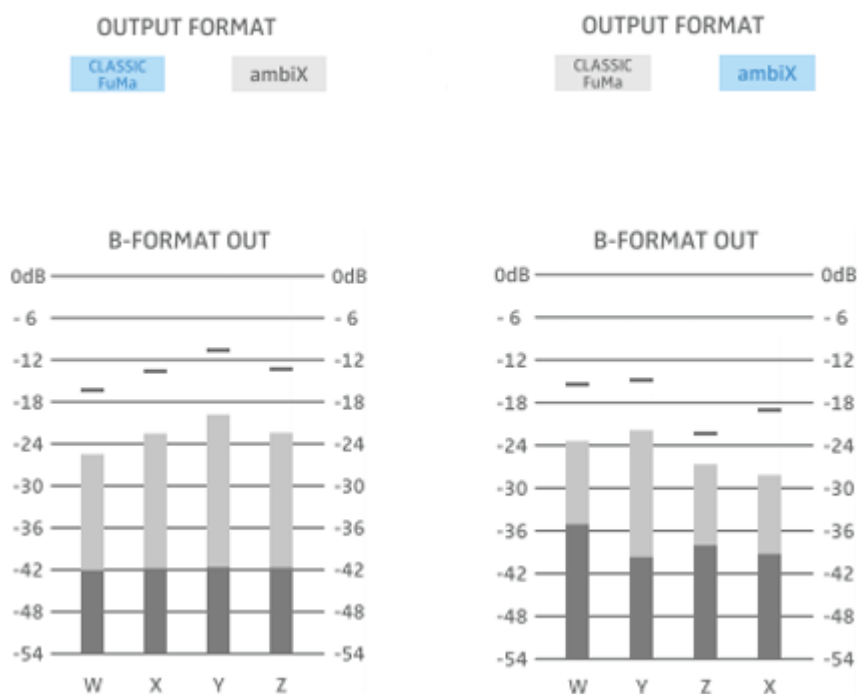 OUTPUT FORMAT
CLASSIC
FuMa
ambiX
B-FORMAT OUT
0dB 0dB
- 6 - 6
-12 -12
-18 -18
-24 -24
-30 -30
-36 -36
-42 -42
-48 -48
-54 -54
W X Y Z
OUTPUT FORMAT
CLASSIC
FuMa
ambiX
B-FORMAT OUT
0dB 0dB
- 6 - 6
-12 -12
-18 -18
-24 -24
-30 -30
-36 -36
-42 -42
-48 -48
-54 -54
W Y Z X